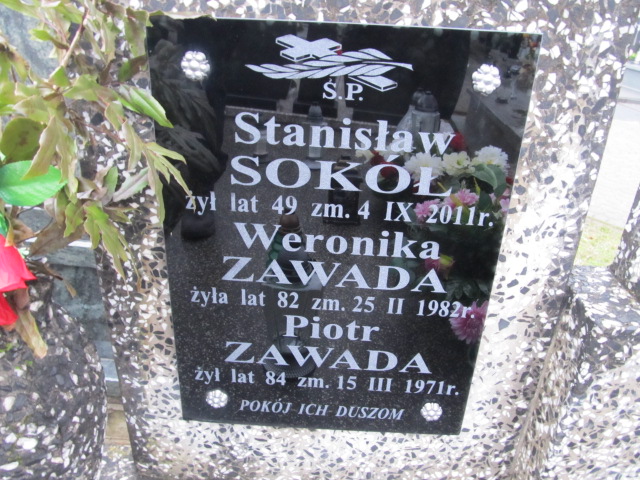 Ś.P.
Stanisław
SOKÓŁ
żył lat 49 zm. 4 IX 2011r.
Weronika
ZAWADA
żyła lat 82 zm. 25 II 1982r.
Piotr
ZAWADA
żył lat 84 zm. 15 III 1971r.
POKÓJ ICH DUSZOM